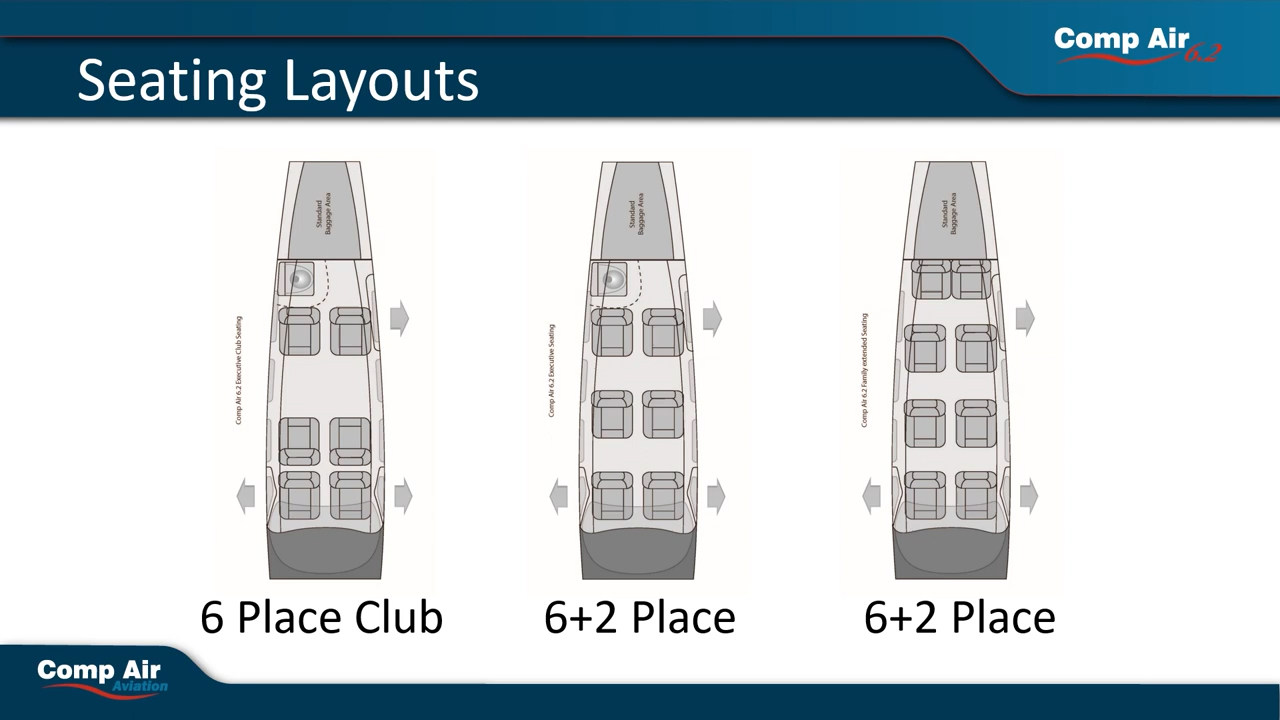 Comp Air
6.2
Seating Layouts
Standard
Baggage Area
Comp Air 6.2 Executive Club Seating
6 Place Club
Standard
Baggage Area
Comp Air 6.2 Executive Seating
6+2 Place
Standard
Baggage Area
Comp Air 6.2 Family extended Seating
6+2 Place
Comp Air
Aviation